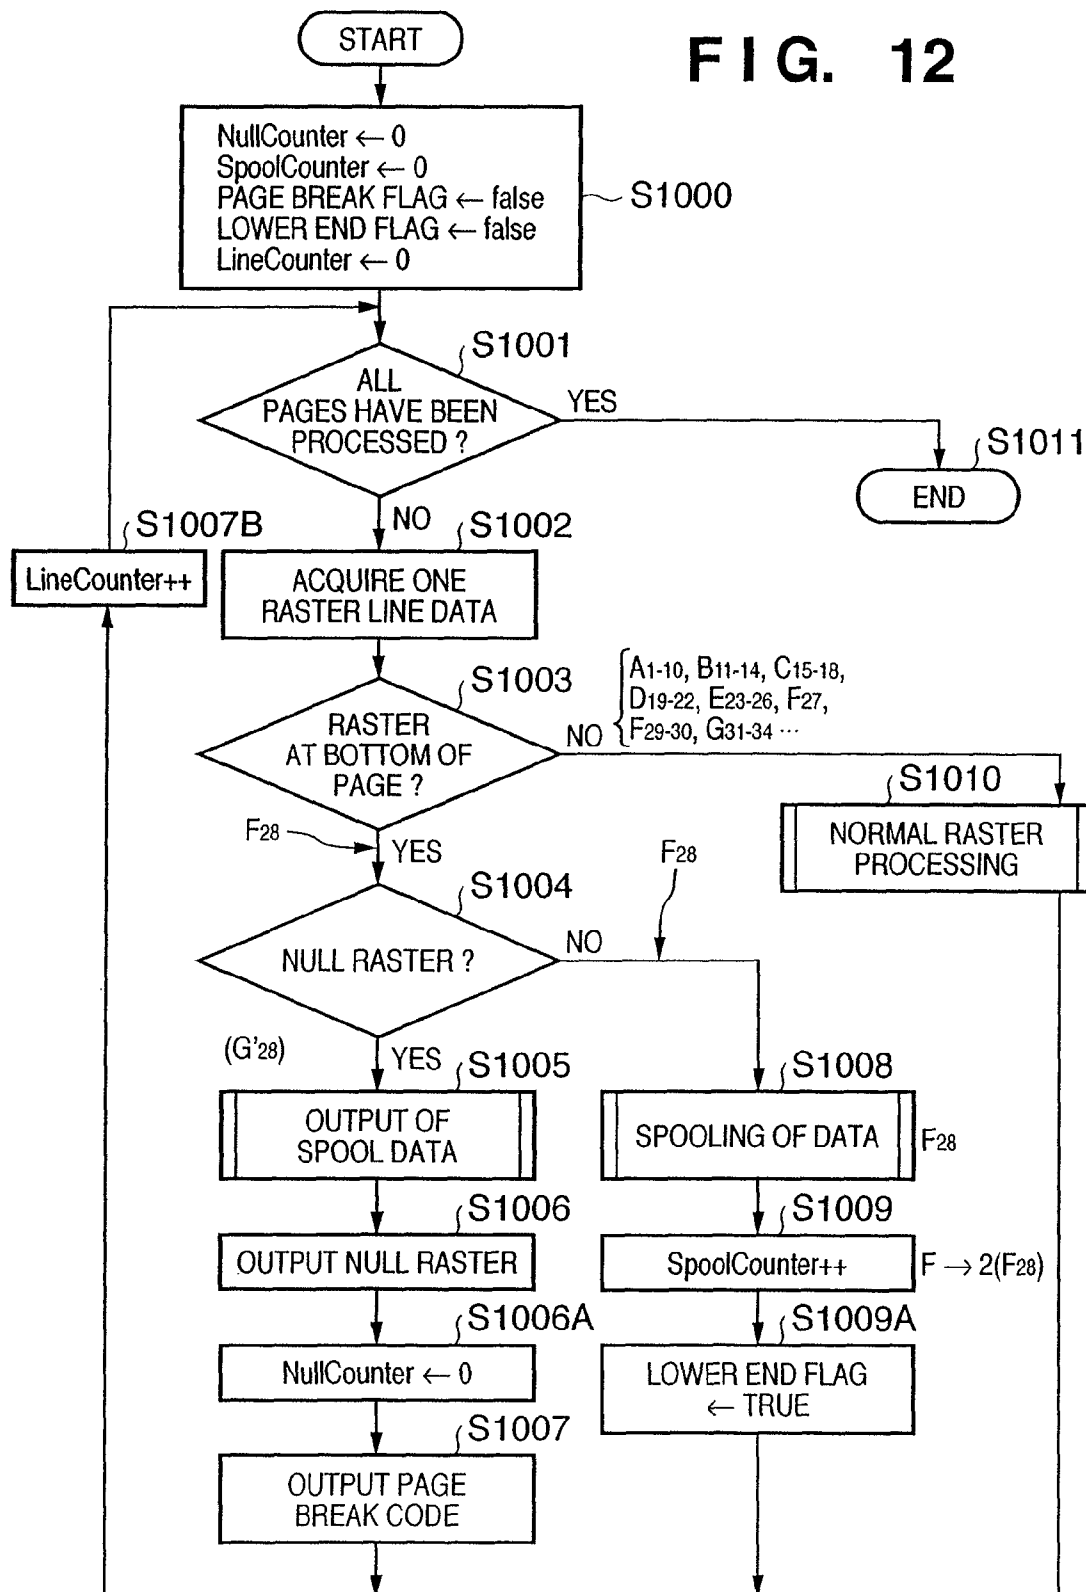 START
FIG. 12
NullCounter ← 0
SpoolCounter ← 0
PAGE BREAK FLAG ← false
LOWER END FLAG ← false
LineCounter ← 0
S1000
S1001
ALL
PAGES HAVE BEEN
PROCESSED ?
YES
S1011
END
NO
S1007B
LineCounter++
S1002
ACQUIRE ONE
RASTER LINE DATA
S1003
RASTER
AT BOTTOM OF
PAGE ?
NO
A1-10, B11-14, C15-18,
D19-22, E23-26, F27,
F29-30, G31-34 ···
S1010
NORMAL RASTER
PROCESSING
F28
YES
F28
S1004
NULL RASTER ?
NO
(G'28)
YES
S1005
OUTPUT OF
SPOOL DATA
S1008
SPOOLING OF DATA
F28
S1006
OUTPUT NULL RASTER
S1009
SpoolCounter++
F → 2(F28)
S1006A
NullCounter ← 0
S1009A
LOWER END FLAG
← TRUE
S1007
OUTPUT PAGE
BREAK CODE